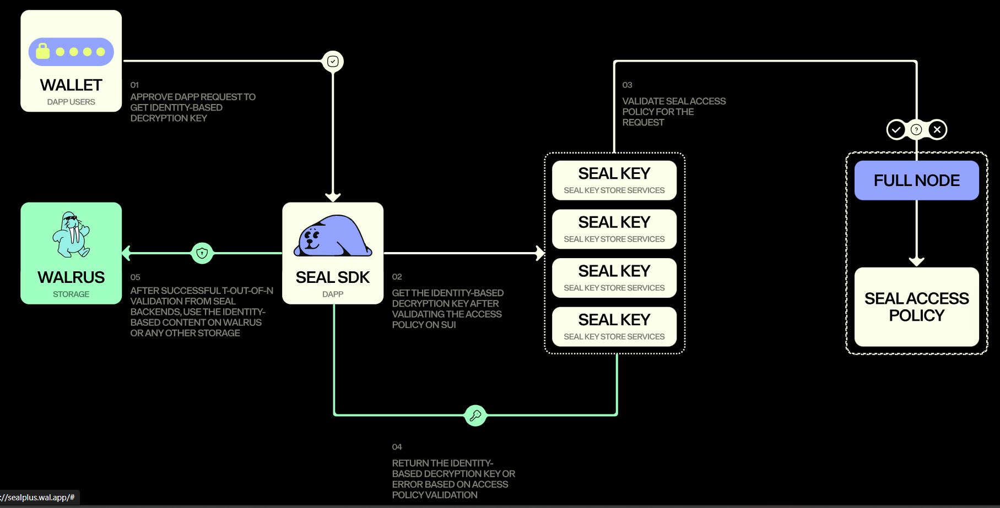 WALLET
DAPP USERS
01
APPROVE DAPP REQUEST TO
GET IDENTITY-BASED
DECRYPTION KEY
03
VALIDATE SEAL ACCESS
POLICY FOR THE
REQUEST
?
SEAL KEY
SEAL KEY STORE SERVICES
SEAL KEY
SEAL KEY STORE SERVICES
SEAL KEY
SEAL KEY STORE SERVICES
SEAL KEY
SEAL KEY STORE SERVICES
FULL NODE
SEAL ACCESS
POLICY
WALRUS
STORAGE
05
AFTER SUCCESSFUL T-OUT-OF-N
VALIDATION FROM SEAL
BACKENDS, USE THE IDENTITY-
BASED CONTENT ON WALRUS
OR ANY OTHER STORAGE
SEAL SDK
DAPP
02
GET THE IDENTITY-BASED
DECRYPTION KEY AFTER
VALIDATING THE ACCESS
POLICY ON SUI
04
RETURN THE IDENTITY-
BASED DECRYPTION KEY OR
ERROR BASED ON ACCESS
POLICY VALIDATION
://sealplus.wal.app/#